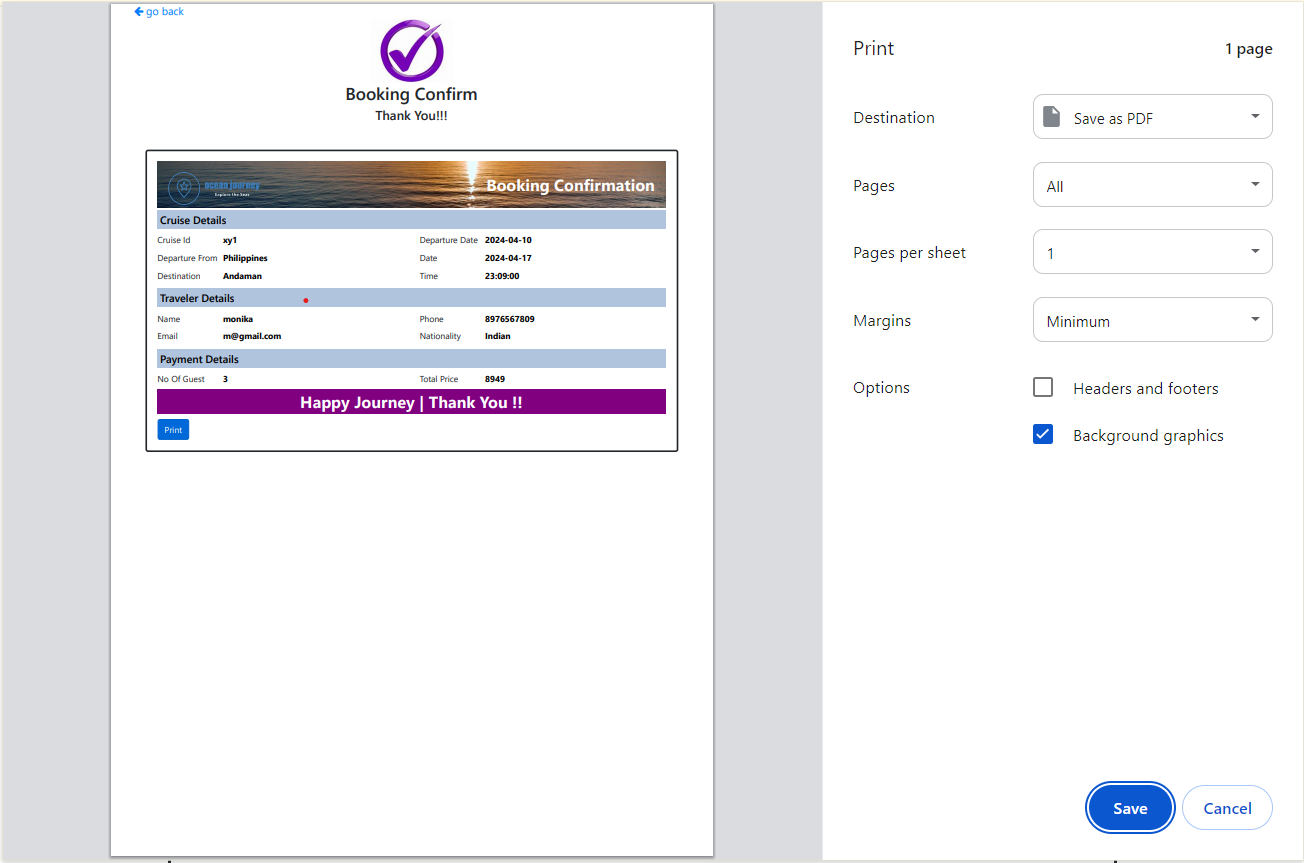 go back
Booking Confirm
Thank You!!!
ocean journey
Explore the Seas
Booking Confirmation
Cruise Details
Cruise Id xy1 Departure Date 2024-04-10
Departure From Philippines Date 2024-04-17
Destination Andaman Time 23:09:00
Traveler Details
Name monika Phone 8976567809
Email m@gmail.com Nationality Indian
Payment Details
No Of Guest 3 Total Price 8949
Happy Journey | Thank You !!
Print
Print 1 page
Destination Save as PDF
Pages All
Pages per sheet 1
Margins Minimum
Options Headers and footers
Background graphics
Save Cancel